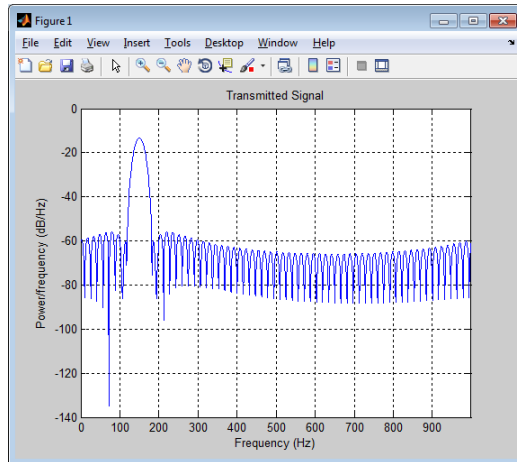 Figure 1
File Edit View Insert Tools Desktop Window Help
Transmitted Signal
0
-20
-40
-60
-80
-100
-120
-140
Power/frequency (dB/Hz)
0 100 200 300 400 500 600 700 800 900
Frequency (Hz)